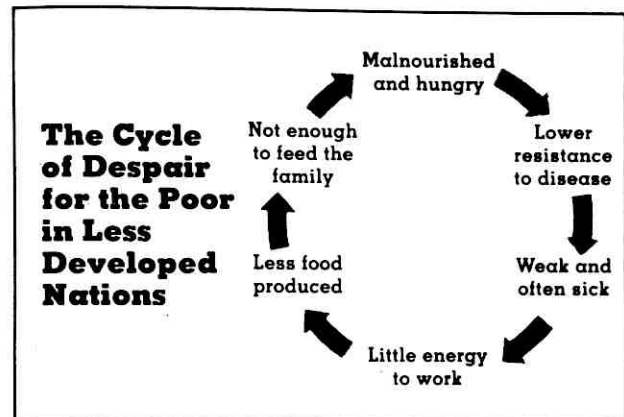 The Cycle
of Despair
for the Poor
in Less
Developed
Nations
Malnourished
and hungry
Lower
resistance
to disease
Weak and
often sick
Little energy
to work
Less food
produced
Not enough
to feed the
family